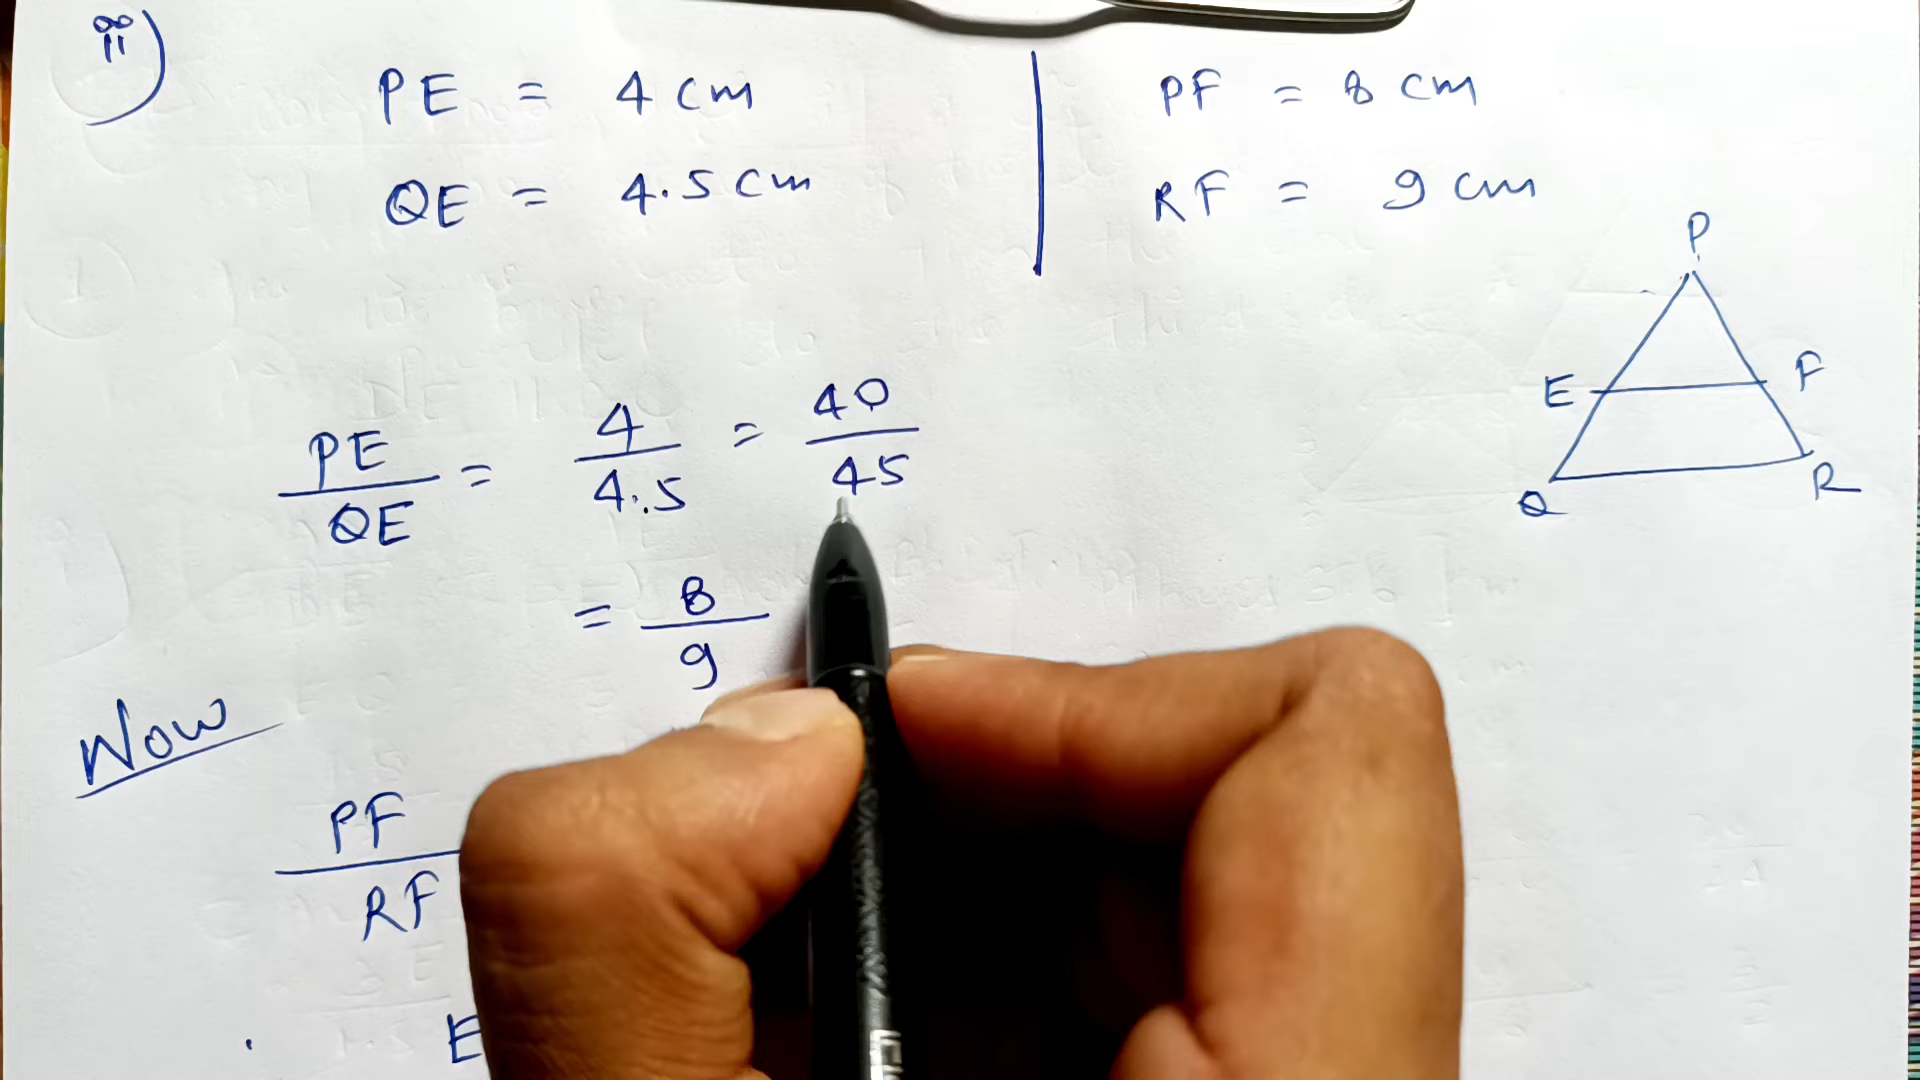 ii)
PE = 4 cm
QE = 4.5 cm
PF = 8 cm
RF = 9 cm
P
E F
Q R
PE/QE = 4/4.5 = 40/45
= 8/9
Now
PF/RF
E